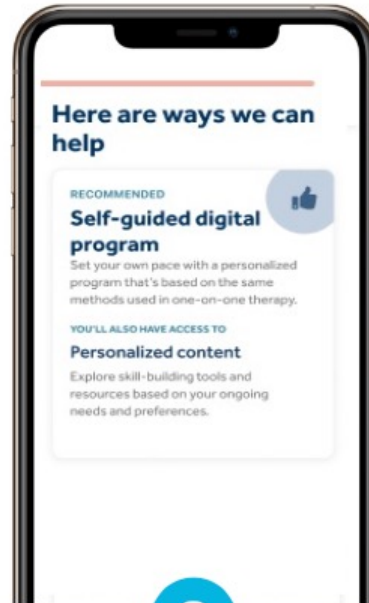 Here are ways we can
help
RECOMMENDED
Self-guided digital
program
Set your own pace with a personalized
program that's based on the same
methods used in one-on-one therapy.
YOU'LL ALSO HAVE ACCESS TO
Personalized content
Explore skill-building tools and
resources based on your ongoing
needs and preferences.